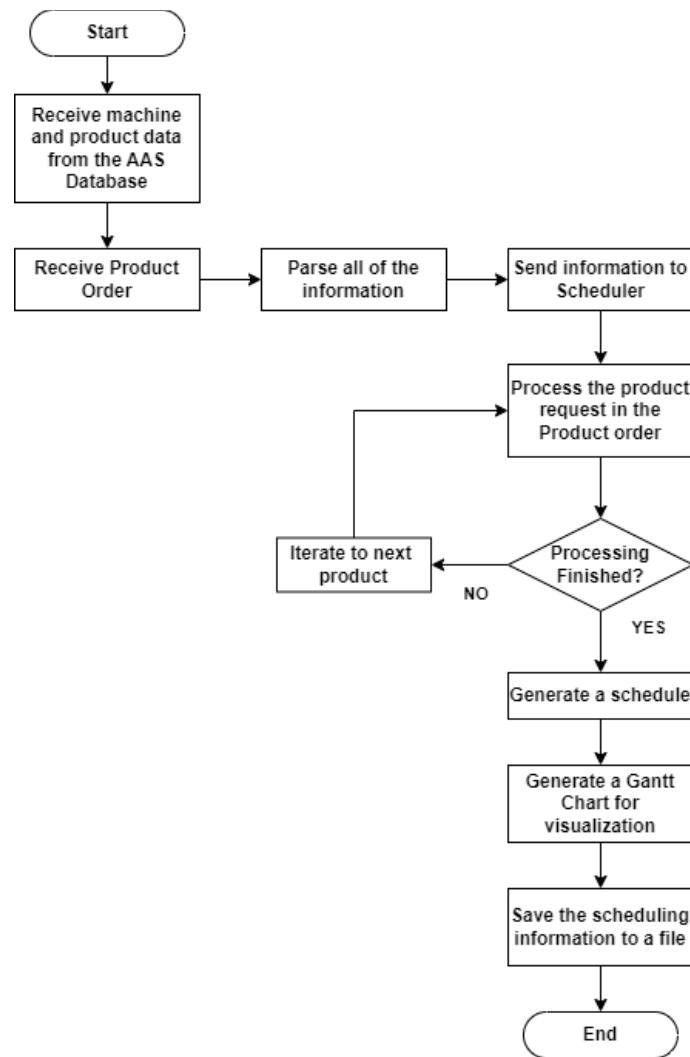 Start
Receive machine
and product data
from the AAS
Database
Receive Product
Order
Parse all of the
information
Send information to
Scheduler
Process the product
request in the
Product order
Processing
Finished?
NO
Iterate to next
product
YES
Generate a schedule
Generate a Gantt
Chart for
visualization
Save the scheduling
information to a file
End